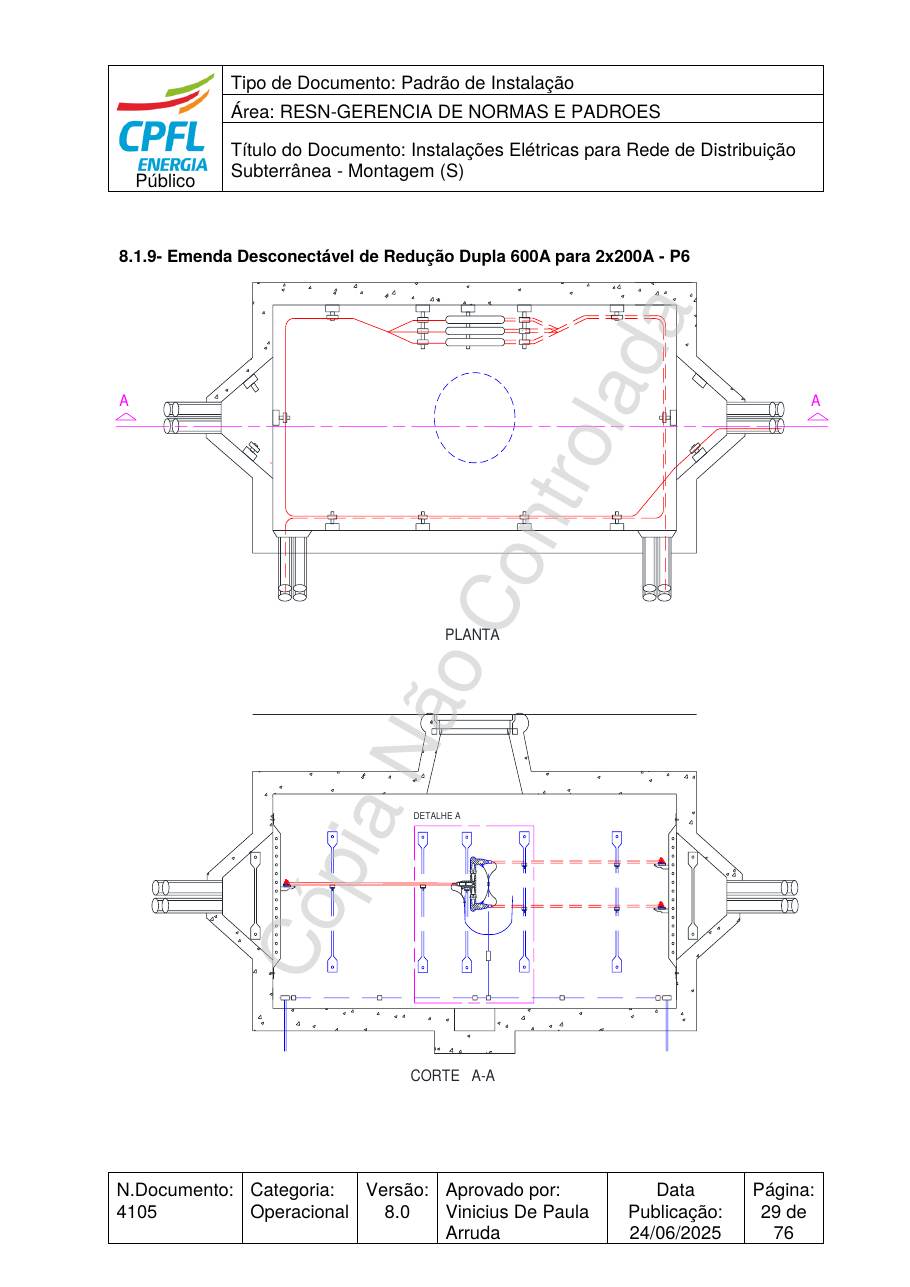 Tipo de Documento: Padrão de Instalação
Área: RESN-GERENCIA DE NORMAS E PADROES
CPFL
ENERGIA
Público
Título do Documento: Instalações Elétricas para Rede de Distribuição
Subterrânea - Montagem (S)
8.1.9- Emenda Desconectável de Redução Dupla 600A para 2x200A - P6
A
A
PLANTA
Cópia Não Controlada
DETALHE A
CORTE A-A
N.Documento:
4105
Categoria:
Operacional
Versão:
8.0
Aprovado por:
Vinicius De Paula
Arruda
Data
Publicação:
24/06/2025
Página:
29 de
76